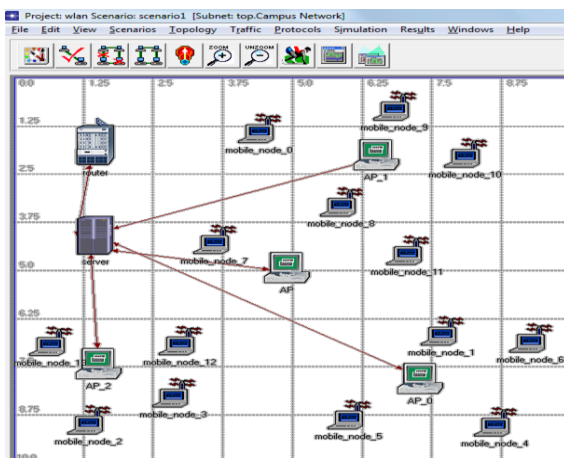 Project: wlan Scenario: scenario1 [Subnet: top.Campus Network]
File Edit View Scenarios Topology Traffic Protocols Simulation Results Windows Help
ZOOM UNZOOM
0.0 1.25 2.5 3.75 5.0 6.25 7.5 8.75
1.25
mobile_node_9
mobile_node_0
router
2.5
AP_1
mobile_node_10
3.75
mobile_node_8
server
mobile_node_7
5.0
AP
mobile_node_11
6.25
mobile_node_12
mobile_node_1
mobile_node_6
AP_2
AP_0
mobile_node_3
8.75
mobile_node_2
mobile_node_5
mobile_node_4